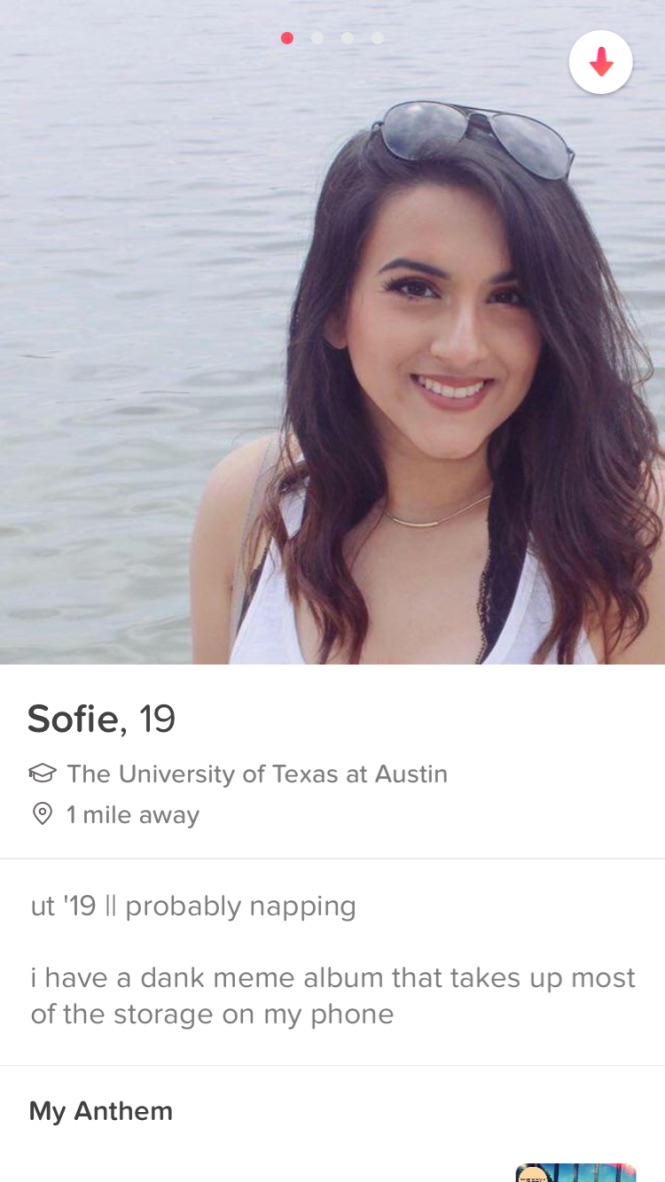 Sofie, 19
The University of Texas at Austin
1 mile away
ut '19 || probably napping
i have a dank meme album that takes up most
of the storage on my phone
My Anthem